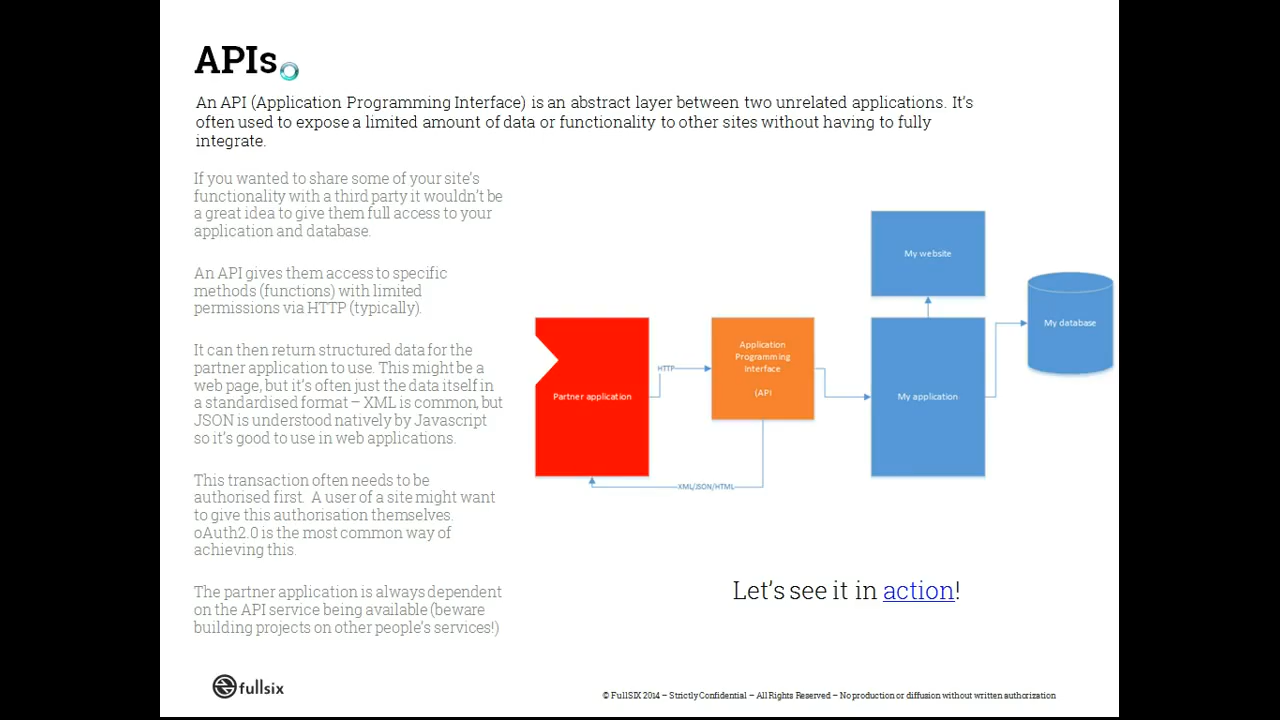 APIs
An API (Application Programming Interface) is an abstract layer between two unrelated applications. It's
often used to expose a limited amount of data or functionality to other sites without having to fully
integrate.
If you wanted to share some of your site's
functionality with a third party it wouldn't be
a great idea to give them full access to your
application and database.
An API gives them access to specific
methods (functions) with limited
permissions via HTTP (typically).
It can then return structured data for the
partner application to use. This might be a
web page, but it's often just the data itself in
a standardised format – XML is common, but
JSON is understood natively by Javascript
so it's good to use in web applications.
This transaction often needs to be
authorised first.  A user of a site might want
to give this authorisation themselves.
oAuth2.0 is the most common way of
achieving this.
The partner application is always dependent
on the API service being available (beware
building projects on other people's services!)
My website
My database
Application
Programming
Interface
(API
HTTP
Partner application
My application
XML/JSON/HTML
Let's see it in action!
fullsix
© FullSIX 2014 – Strictly Confidential – All Rights Reserved – No production or diffusion without written authorization